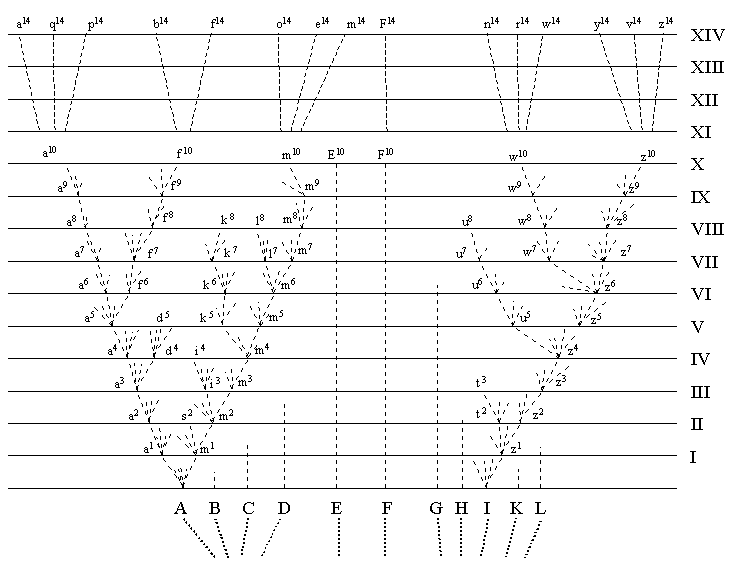 a¹⁴ q¹⁴ p¹⁴ b¹⁴ f¹⁴ o¹⁴ e¹⁴ m¹⁴ F¹⁴ n¹⁴ r¹⁴ w¹⁴ y¹⁴ v¹⁴ z¹⁴
XIV
XIII
XII
XI
a¹⁰ f¹⁰ m¹⁰ E¹⁰ F¹⁰ w¹⁰ z¹⁰ X
a⁹ f⁹ m⁹ w⁹ z⁹ IX
a⁸ f⁸ k⁸ l⁸ m⁸ u⁸ w⁸ z⁸ VIII
a⁷ f⁷ k⁷ l⁷ m⁷ u⁷ w⁷ z⁷ VII
a⁶ f⁶ k⁶ m⁶ u⁶ z⁶ VI
a⁵ d⁵ k⁵ m⁵ u⁵ z⁵ V
a⁴ d⁴ i⁴ m⁴ z⁴ IV
a³ i³ m³ t³ z³ III
a² s² m² t² z² II
a¹ m¹ z¹ I
A B C D E F G H I K L